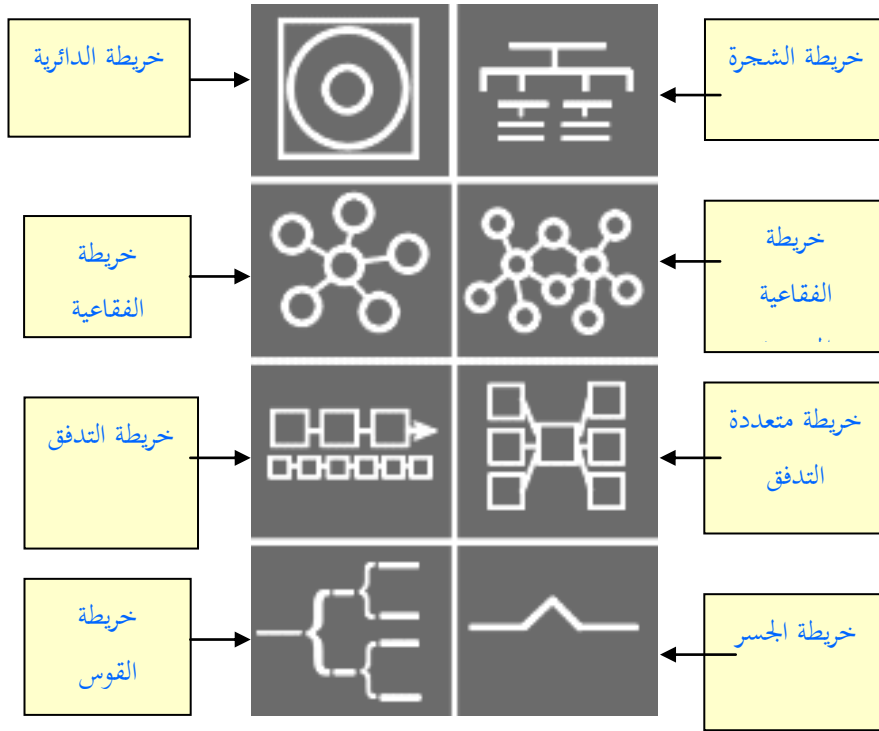 خريطة الشجرة
خريطة الدائرية
خريطة
الفقاعية
خريطة
الفقاعية
خريطة متعددة
التدفق
خريطة التدفق
خريطة الجسر
خريطة
القوس